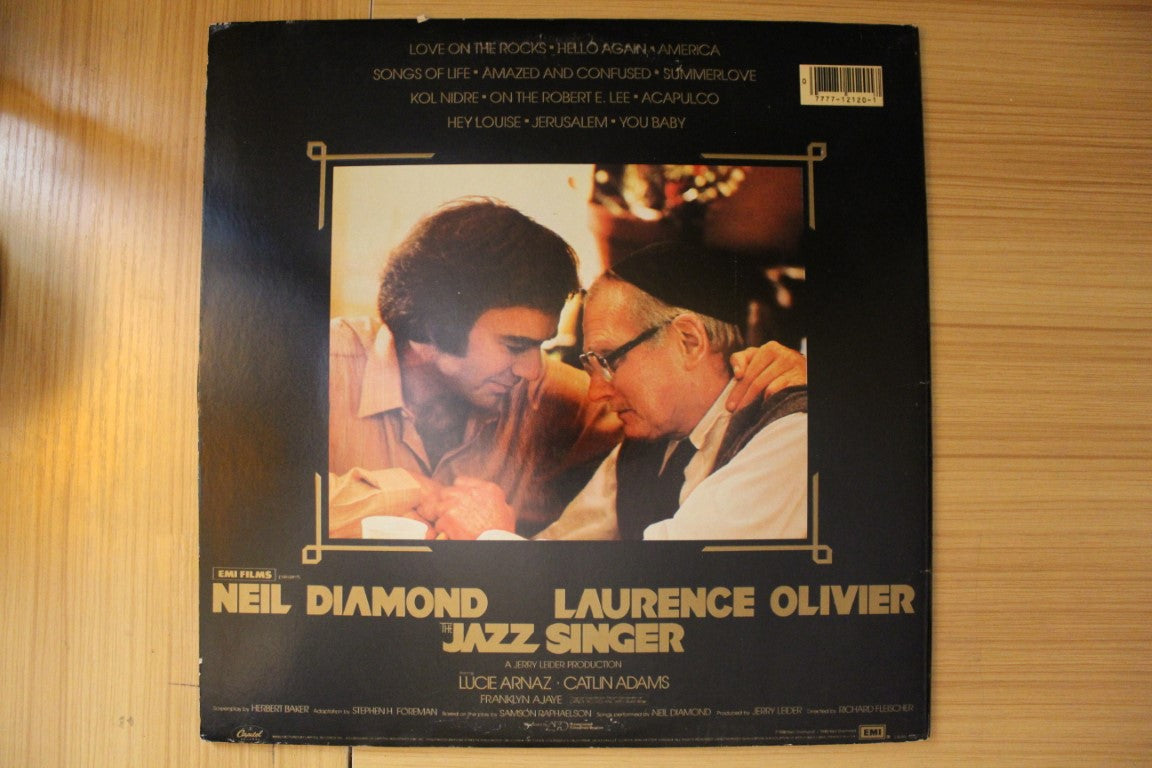 LOVE ON THE ROCKS • HELLO AGAIN • AMERICA
SONGS OF LIFE • AMAZED AND CONFUSED • SUMMERLOVE
KOL NIDRE • ON THE ROBERT E. LEE • ACAPULCO
HEY LOUISE • JERUSALEM • YOU BABY
0 7777-12120-1
EMI FILMS presents
NEIL DIAMOND LAURENCE OLIVIER
THE JAZZ SINGER
A JERRY LEIDER PRODUCTION
LUCIE ARNAZ • CATLIN ADAMS
FRANKLYN AJAYE
Screenplay by HERBERT BAKER Adaptation by STEPHEN H. FOREMAN Based on the play by SAMSON RAPHAELSON Songs performed by NEIL DIAMOND Produced by JERRY LEIDER Directed by RICHARD FLEISCHER
Capitol
EMI